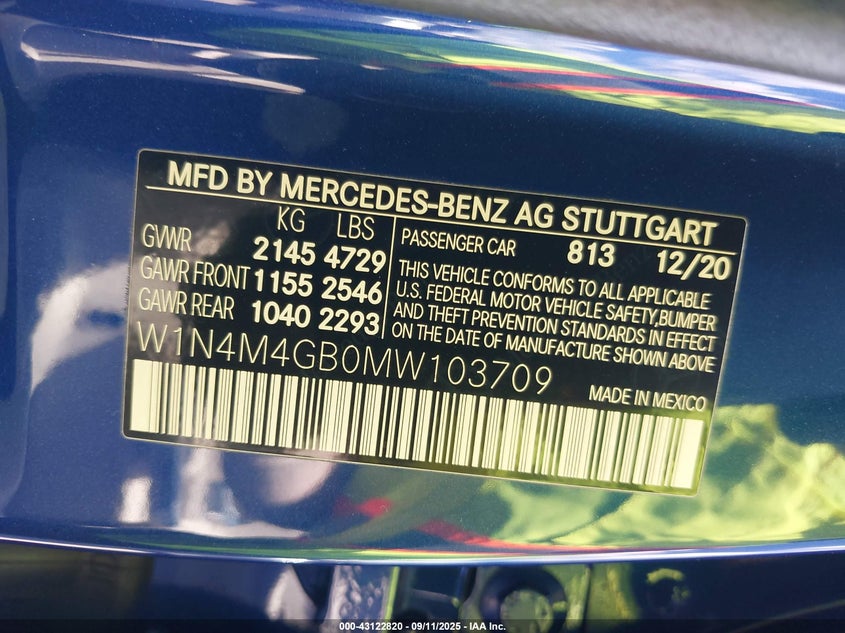 MFD BY MERCEDES-BENZ AG STUTTGART
KG LBS
GVWR 2145 4729
GAWR FRONT 1155 2546
GAWR REAR 1040 2293
PASSENGER CAR 813 12/20
THIS VEHICLE CONFORMS TO ALL APPLICABLE
U.S. FEDERAL MOTOR VEHICLE SAFETY,BUMPER
AND THEFT PREVENTION STANDARDS IN EFFECT
ON THE DATE OF MANUFACTURE SHOWN ABOVE
W1N4M4GB0MW103709
MADE IN MEXICO
000-43122820 - 09/11/2025 - IAA Inc.